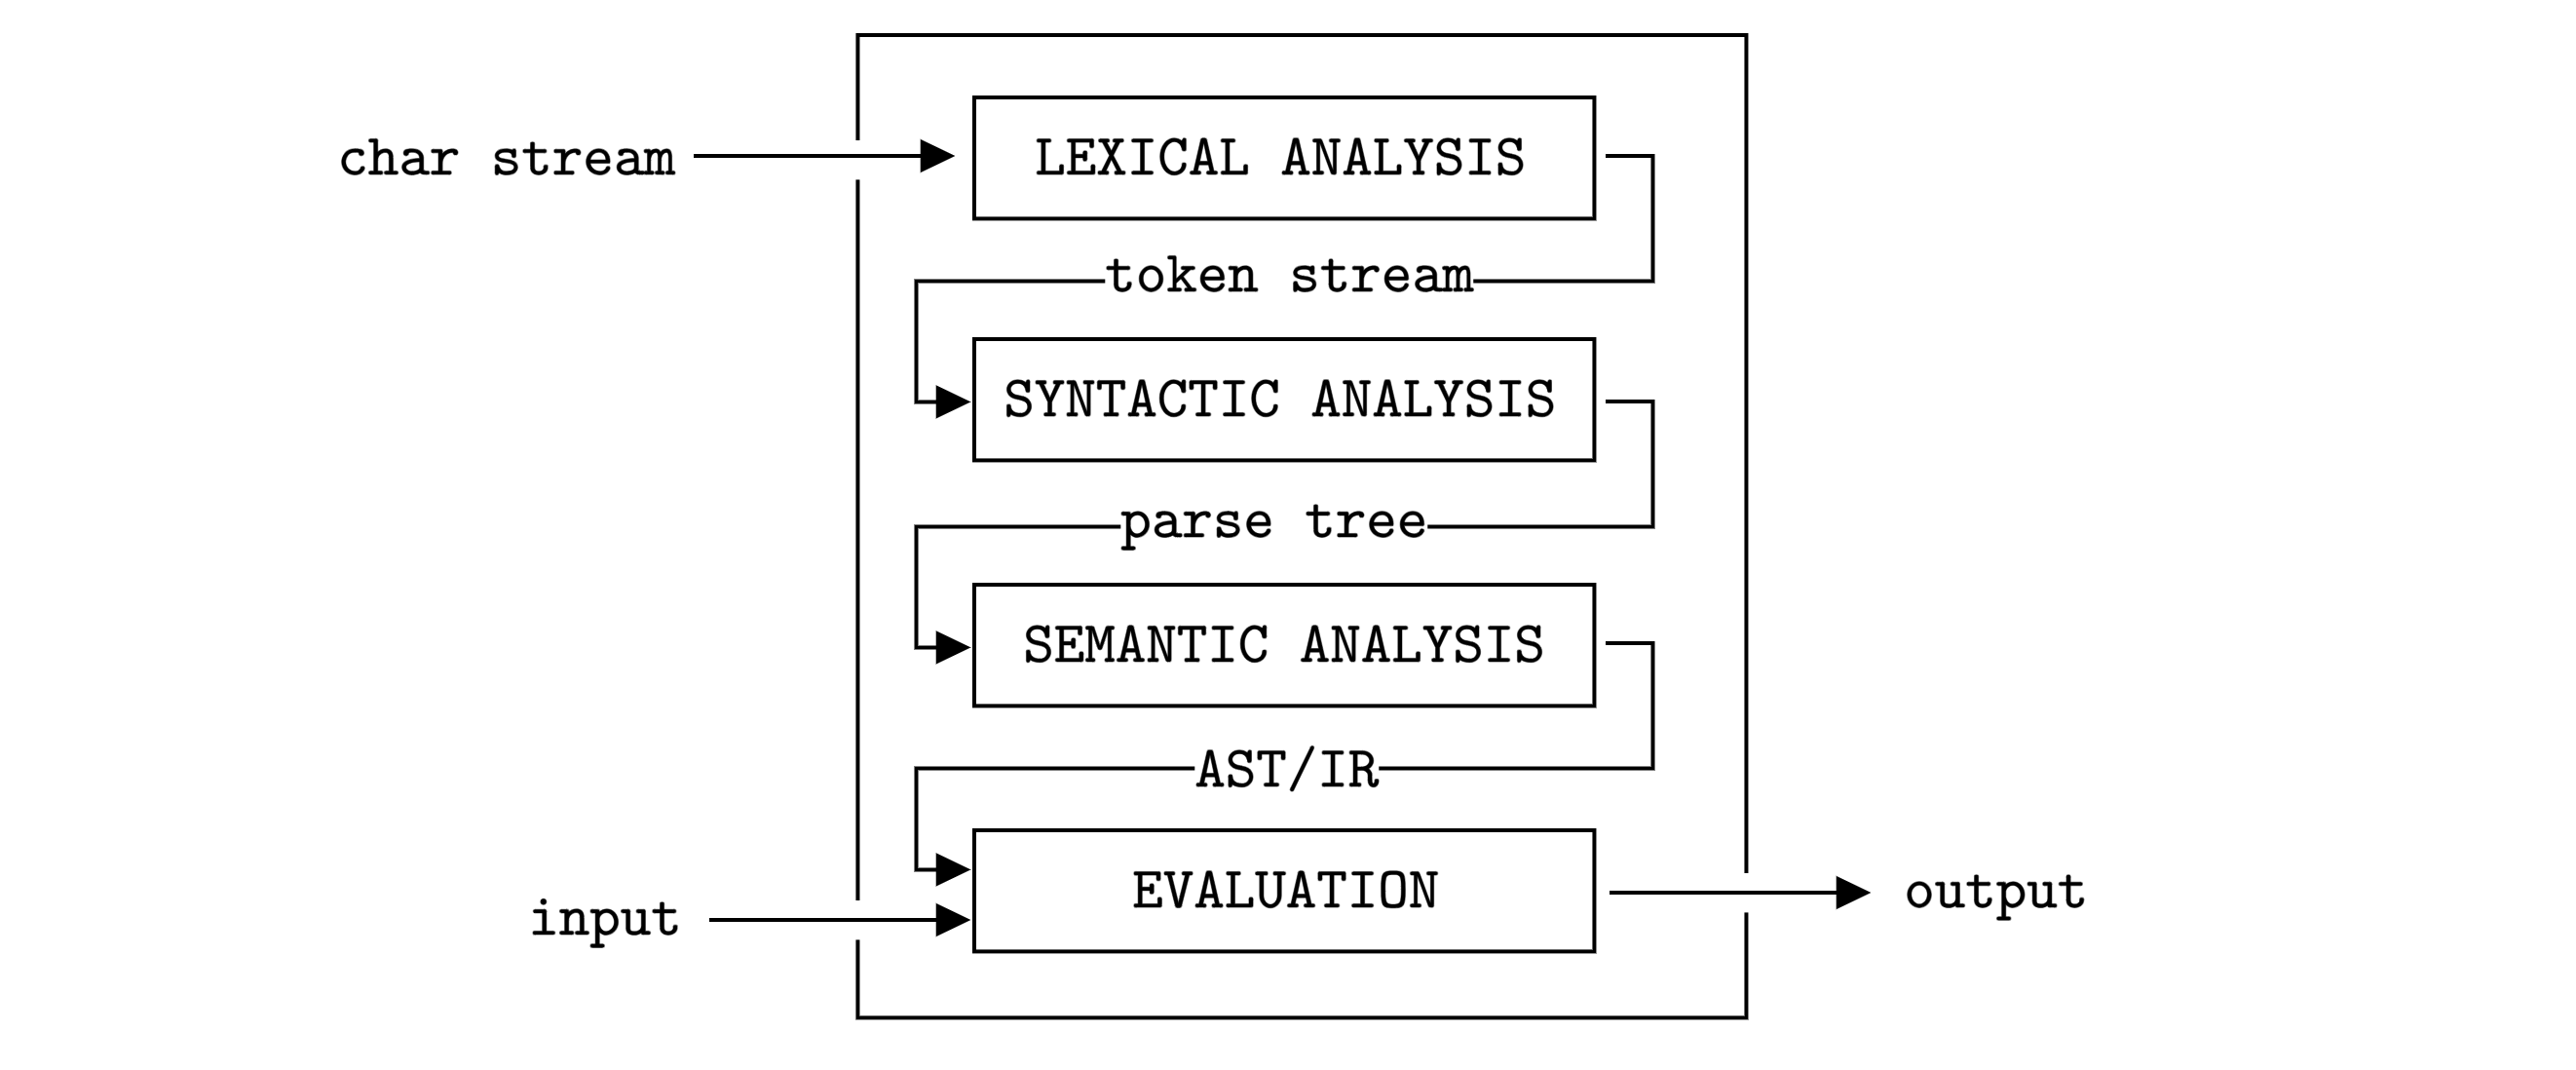 char stream
LEXICAL ANALYSIS
token stream
SYNTACTIC ANALYSIS
parse tree
SEMANTIC ANALYSIS
AST/IR
EVALUATION
input
output